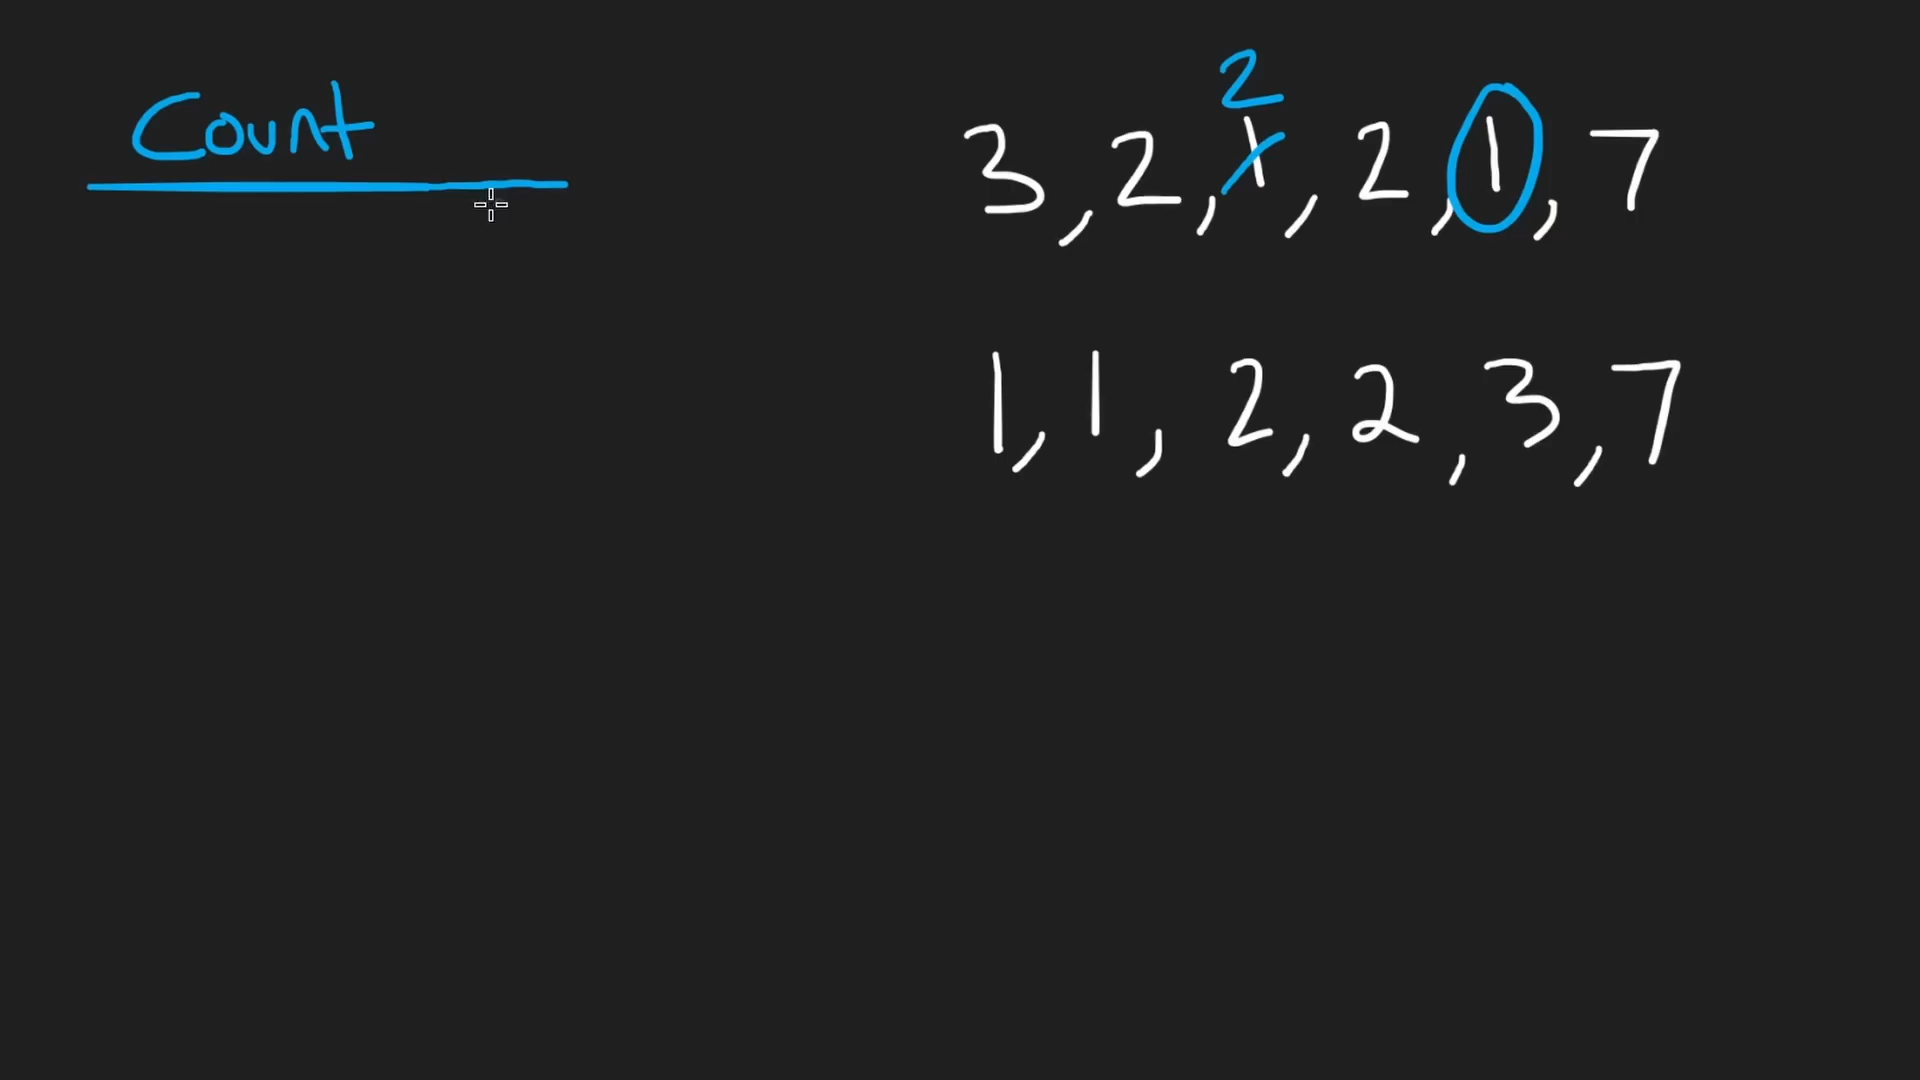 Count
2
3, 2, 1, 2, 1, 7
1, 1, 2, 2, 3, 7